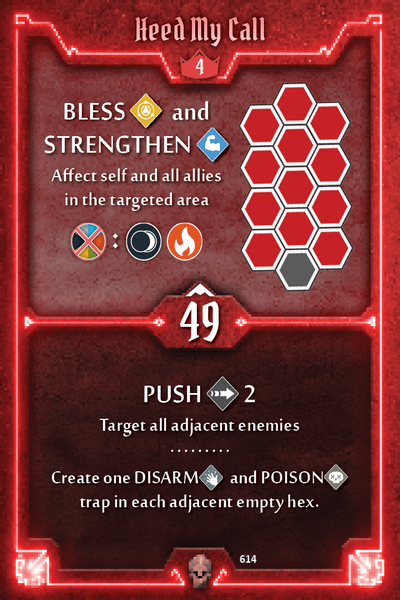 Heed My Call
4
BLESS and
STRENGTHEN
Affect self and all allies
in the targeted area
:
49
PUSH 2
Target all adjacent enemies
.........
Create one DISARM and POISON
trap in each adjacent empty hex.
614